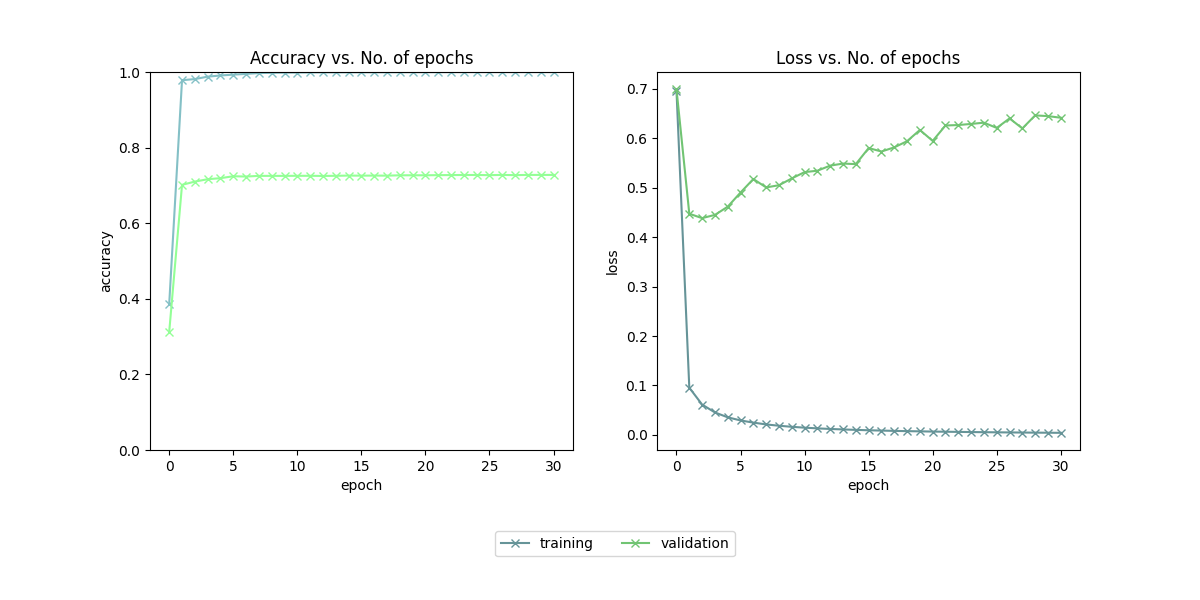 Accuracy vs. No. of epochs
1.0
0.8
0.6
0.4
0.2
0.0
accuracy
0 5 10 15 20 25 30
epoch
Loss vs. No. of epochs
0.7
0.6
0.5
0.4
0.3
0.2
0.1
0.0
loss
0 5 10 15 20 25 30
epoch
training validation